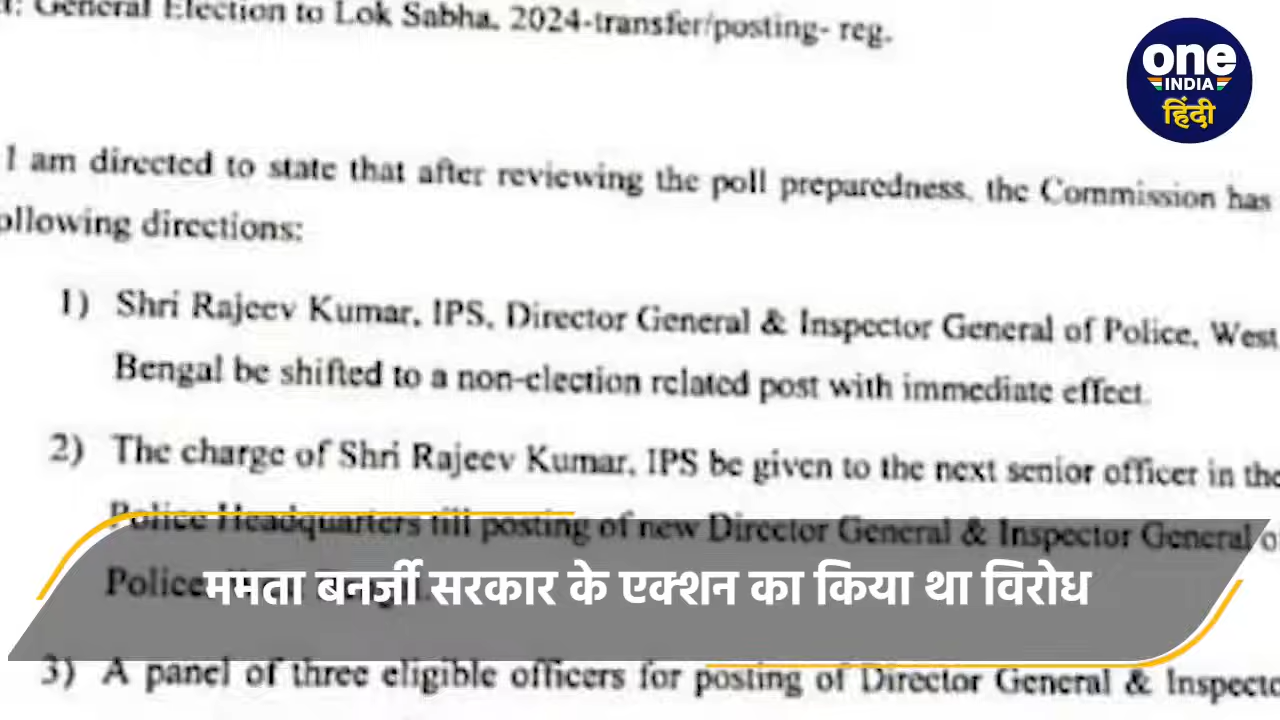 General Election to Lok Sabha, 2024-transfer/posting- reg.
one
INDIA
हिंदी
I am directed to state that after reviewing the poll preparedness, the Commission has
ollowing directions:
1) Shri Rajeev Kumar, IPS, Director General & Inspector General of Police, West
Bengal be shifted to a non-election related post with immediate effect.
2) The charge of Shri Rajeev Kumar, IPS be given to the next senior officer in the
Police Headquarters till posting of new Director General & Inspector General o
Police
ममता बनर्जी सरकार के एक्शन का किया था विरोध
3) A panel of three eligible officers for posting of Director General & Inspecto